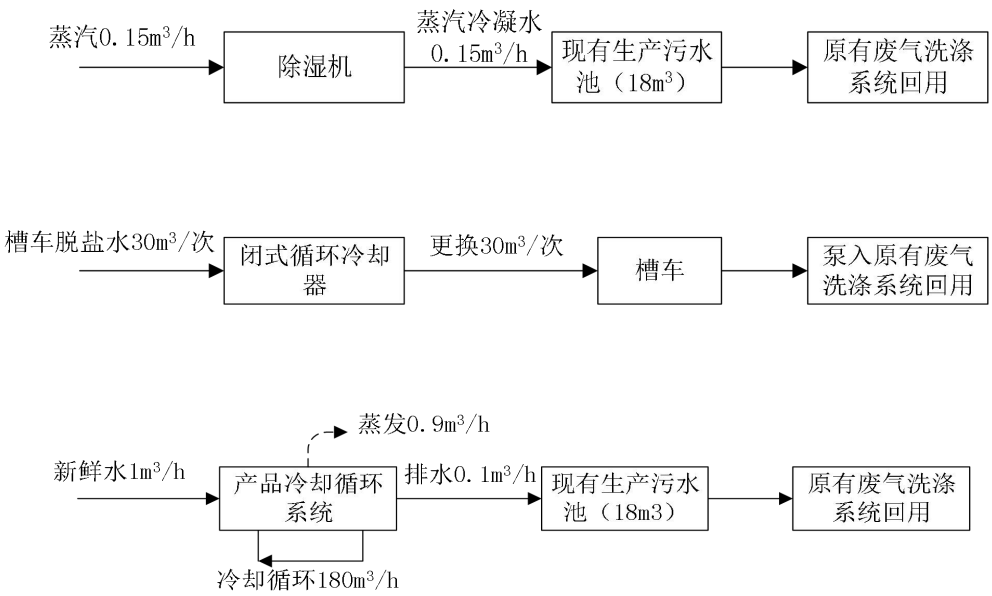 蒸汽0.15m³/h
除湿机
蒸汽冷凝水
0.15m³/h
现有生产污水
池（18m³）
原有废气洗涤
系统回用
槽车脱盐水30m³/次
闭式循环冷却
器
更换30m³/次
槽车
泵入原有废气
洗涤系统回用
蒸发0.9m³/h
新鲜水1m³/h
产品冷却循环
系统
排水0.1m³/h
现有生产污水
池（18m3）
原有废气洗涤
系统回用
冷却循环180m³/h